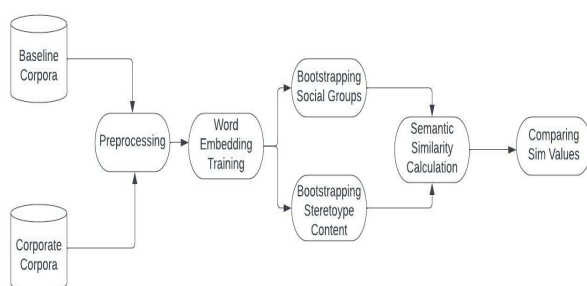 Baseline
Corpora
Preprocessing
Word
Embedding
Training
Bootstrapping
Social Groups
Bootstrapping
Steretoype
Content
Semantic
Similarity
Calculation
Comparing
Sim Values
Corporate
Corpora